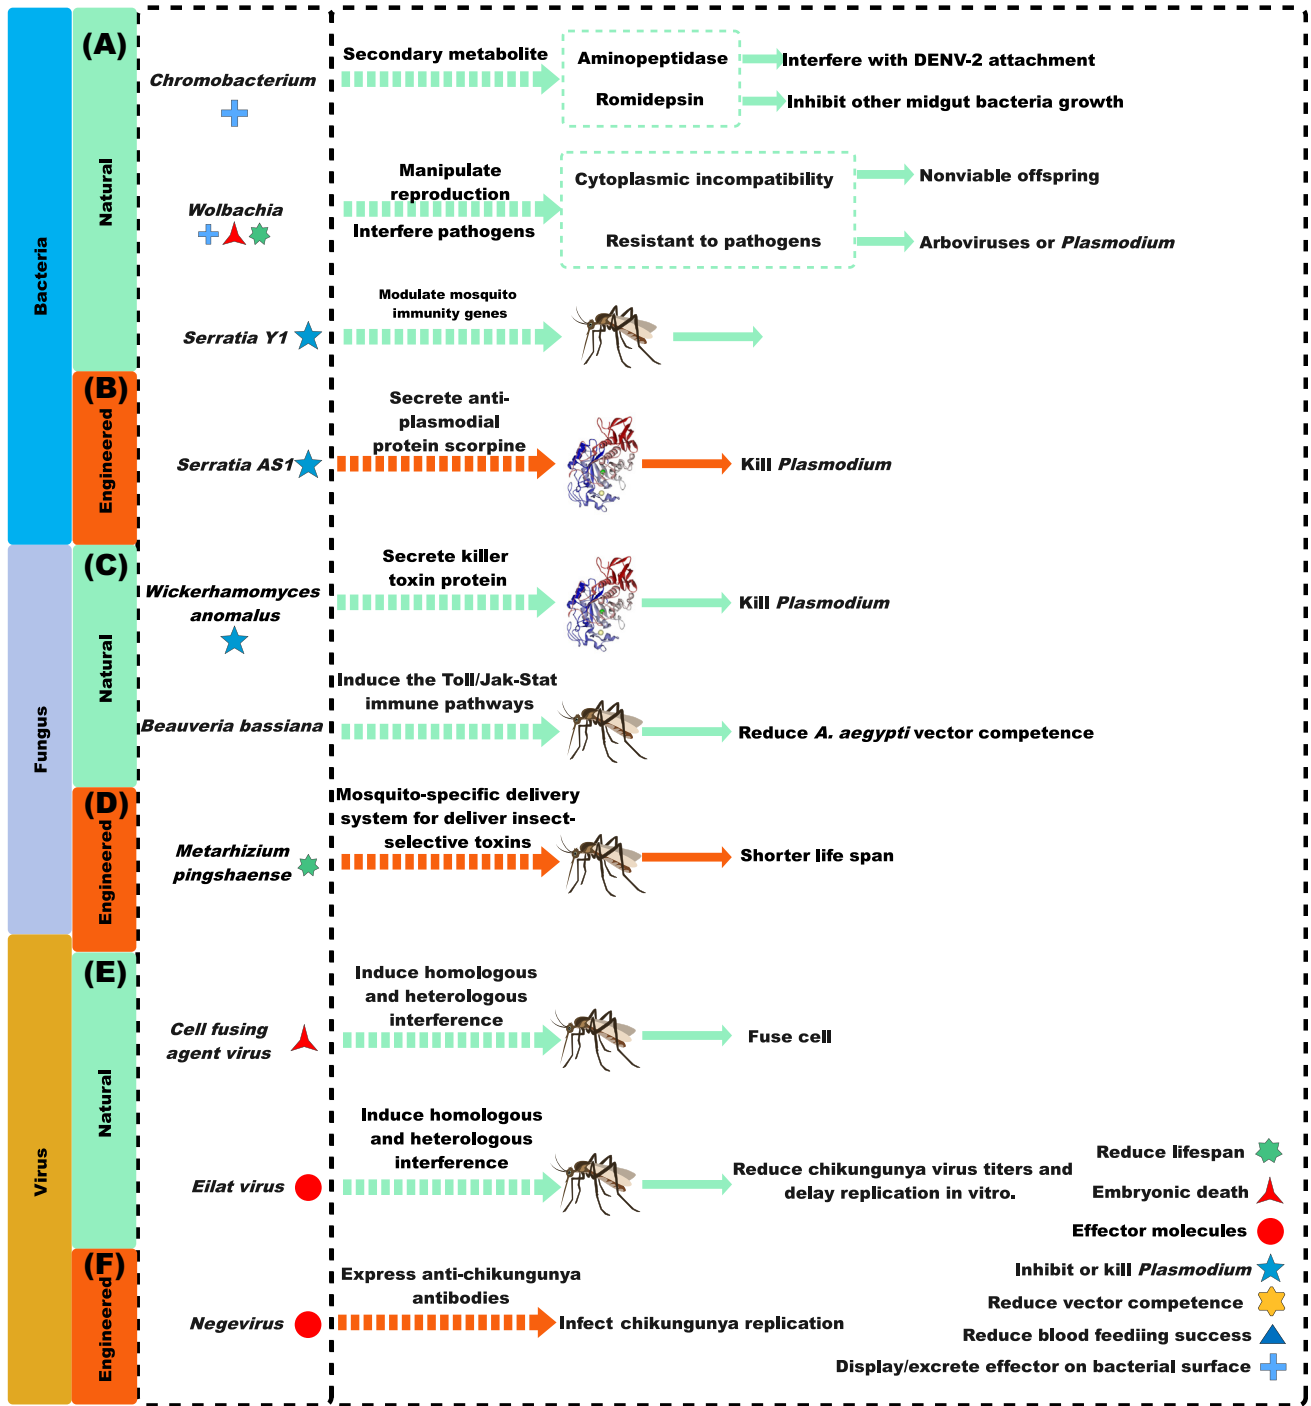 Bacteria
Natural
(A)
Chromobacterium
Secondary metabolite
Aminopeptidase
Interfere with DENV-2 attachment
Romidepsin
Inhibit other midgut bacteria growth
Wolbachia
Manipulate
reproduction
Interfere pathogens
Cytoplasmic incompatibility
Nonviable offspring
Resistant to pathogens
Arboviruses or Plasmodium
Serratia Y1
Modulate mosquito
immunity genes
Engineered
(B)
Serratia AS1
Secrete anti-
plasmodial
protein scorpine
Kill Plasmodium
Fungus
Natural
(C)
Wickerhamomyces
anomalus
Secrete killer
toxin protein
Kill Plasmodium
Beauveria bassiana
Induce the Toll/Jak-Stat
immune pathways
Reduce A. aegypti vector competence
Engineered
(D)
Metarhizium
pingshaense
Mosquito-specific delivery
system for deliver insect-
selective toxins
Shorter life span
Virus
Natural
(E)
Cell fusing
agent virus
Induce homologous
and heterologous
interference
Fuse cell
Eilat virus
Induce homologous
and heterologous
interference
Reduce chikungunya virus titers and
delay replication in vitro.
Engineered
(F)
Negevirus
Express anti-chikungunya
antibodies
Infect chikungunya replication
Reduce lifespan
Embryonic death
Effector molecules
Inhibit or kill Plasmodium
Reduce vector competence
Reduce blood feediing success
Display/excrete effector on bacterial surface